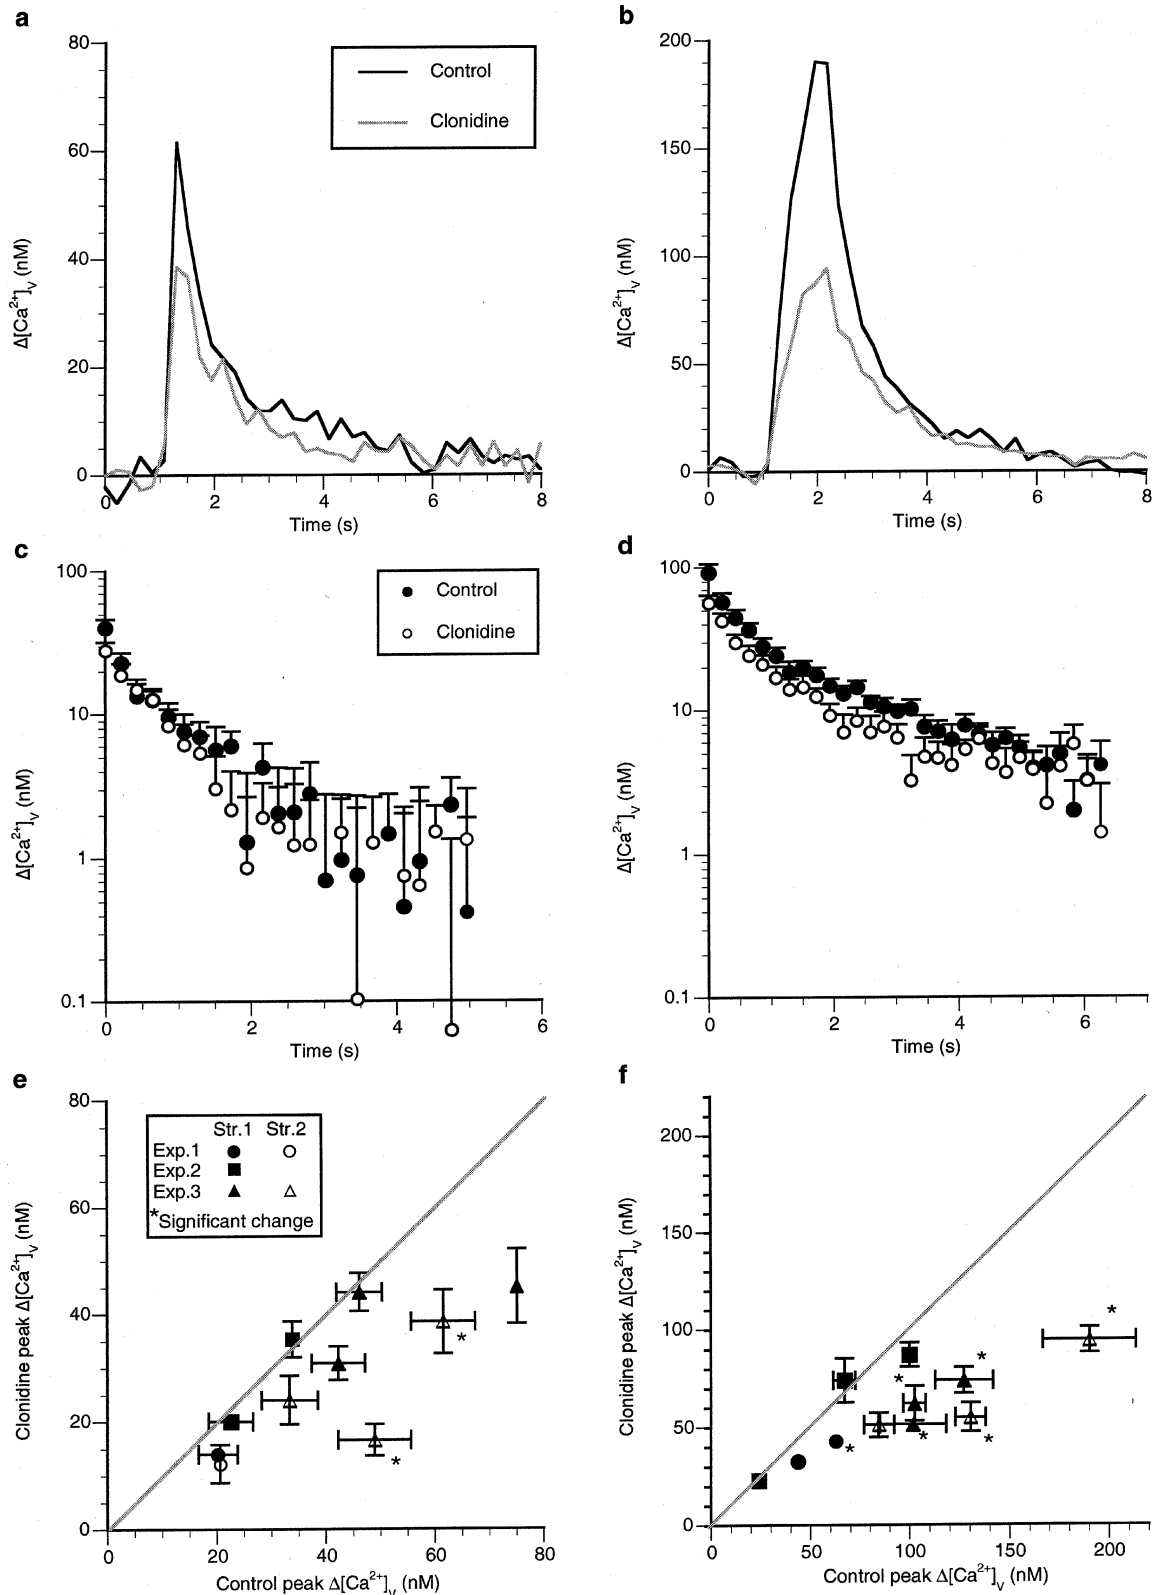 a
80
60
40
20
0
Δ[Ca²⁺]ᵥ (nM)
Control
Clonidine
0 2 4 6 8
Time (s)
b
200
150
100
50
0
Δ[Ca²⁺]ᵥ (nM)
0 2 4 6 8
Time (s)
c
100
10
1
0.1
Δ[Ca²⁺]ᵥ (nM)
Control
Clonidine
0 2 4 6
Time (s)
d
100
10
1
0.1
Δ[Ca²⁺]ᵥ (nM)
0 2 4 6
Time (s)
e
80
60
40
20
0
Clonidine peak Δ[Ca²⁺]ᵥ (nM)
Str.1 Str.2
Exp.1
Exp.2
Exp.3
*Significant change
*
*
0 20 40 60 80
Control peak Δ[Ca²⁺]ᵥ (nM)
f
200
150
100
50
0
Clonidine peak Δ[Ca²⁺]ᵥ (nM)
*
*
*
*
*
*
0 50 100 150 200
Control peak Δ[Ca²⁺]ᵥ (nM)